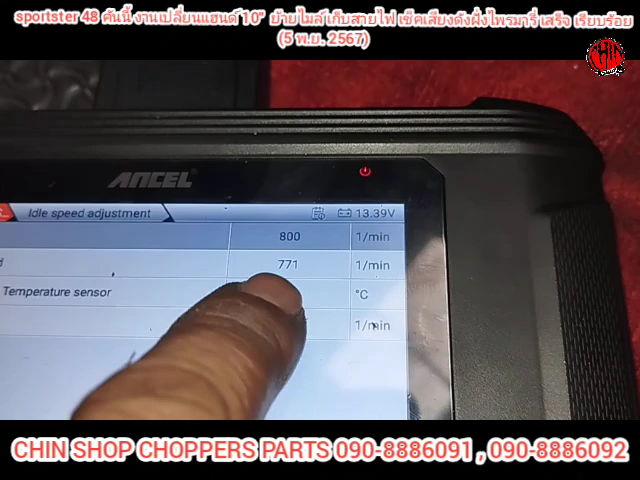 sportster 48 คันนี้ งานเปลี่ยนแฮนด์ 10" ย้ายไมล์ เก็บสายไฟ เช็คเสียงดังฝั่งไพรมารี่ เสร็จ เรียบร้อย
(5 พ.ย. 2567)
ANCEL
Idle speed adjustment 13.39V
800 1/min
771 1/min
Temperature sensor °C
1/min
CHIN SHOP CHOPPERS PARTS 090-8886091 , 090-8886092